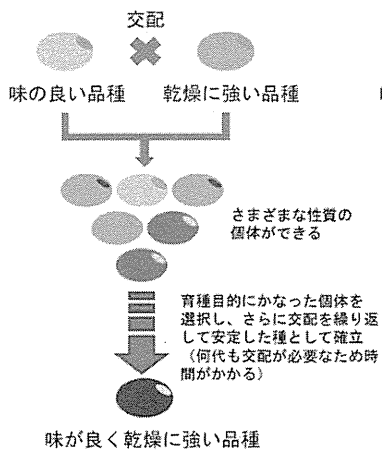 交配
味の良い品種 乾燥に強い品種
さまざまな性質の
個体ができる
育種目的にかなった個体を
選択し、さらに交配を繰り返
して安定した種として確立
（何代も交配が必要なため時
間がかかる）
味が良く乾燥に強い品種